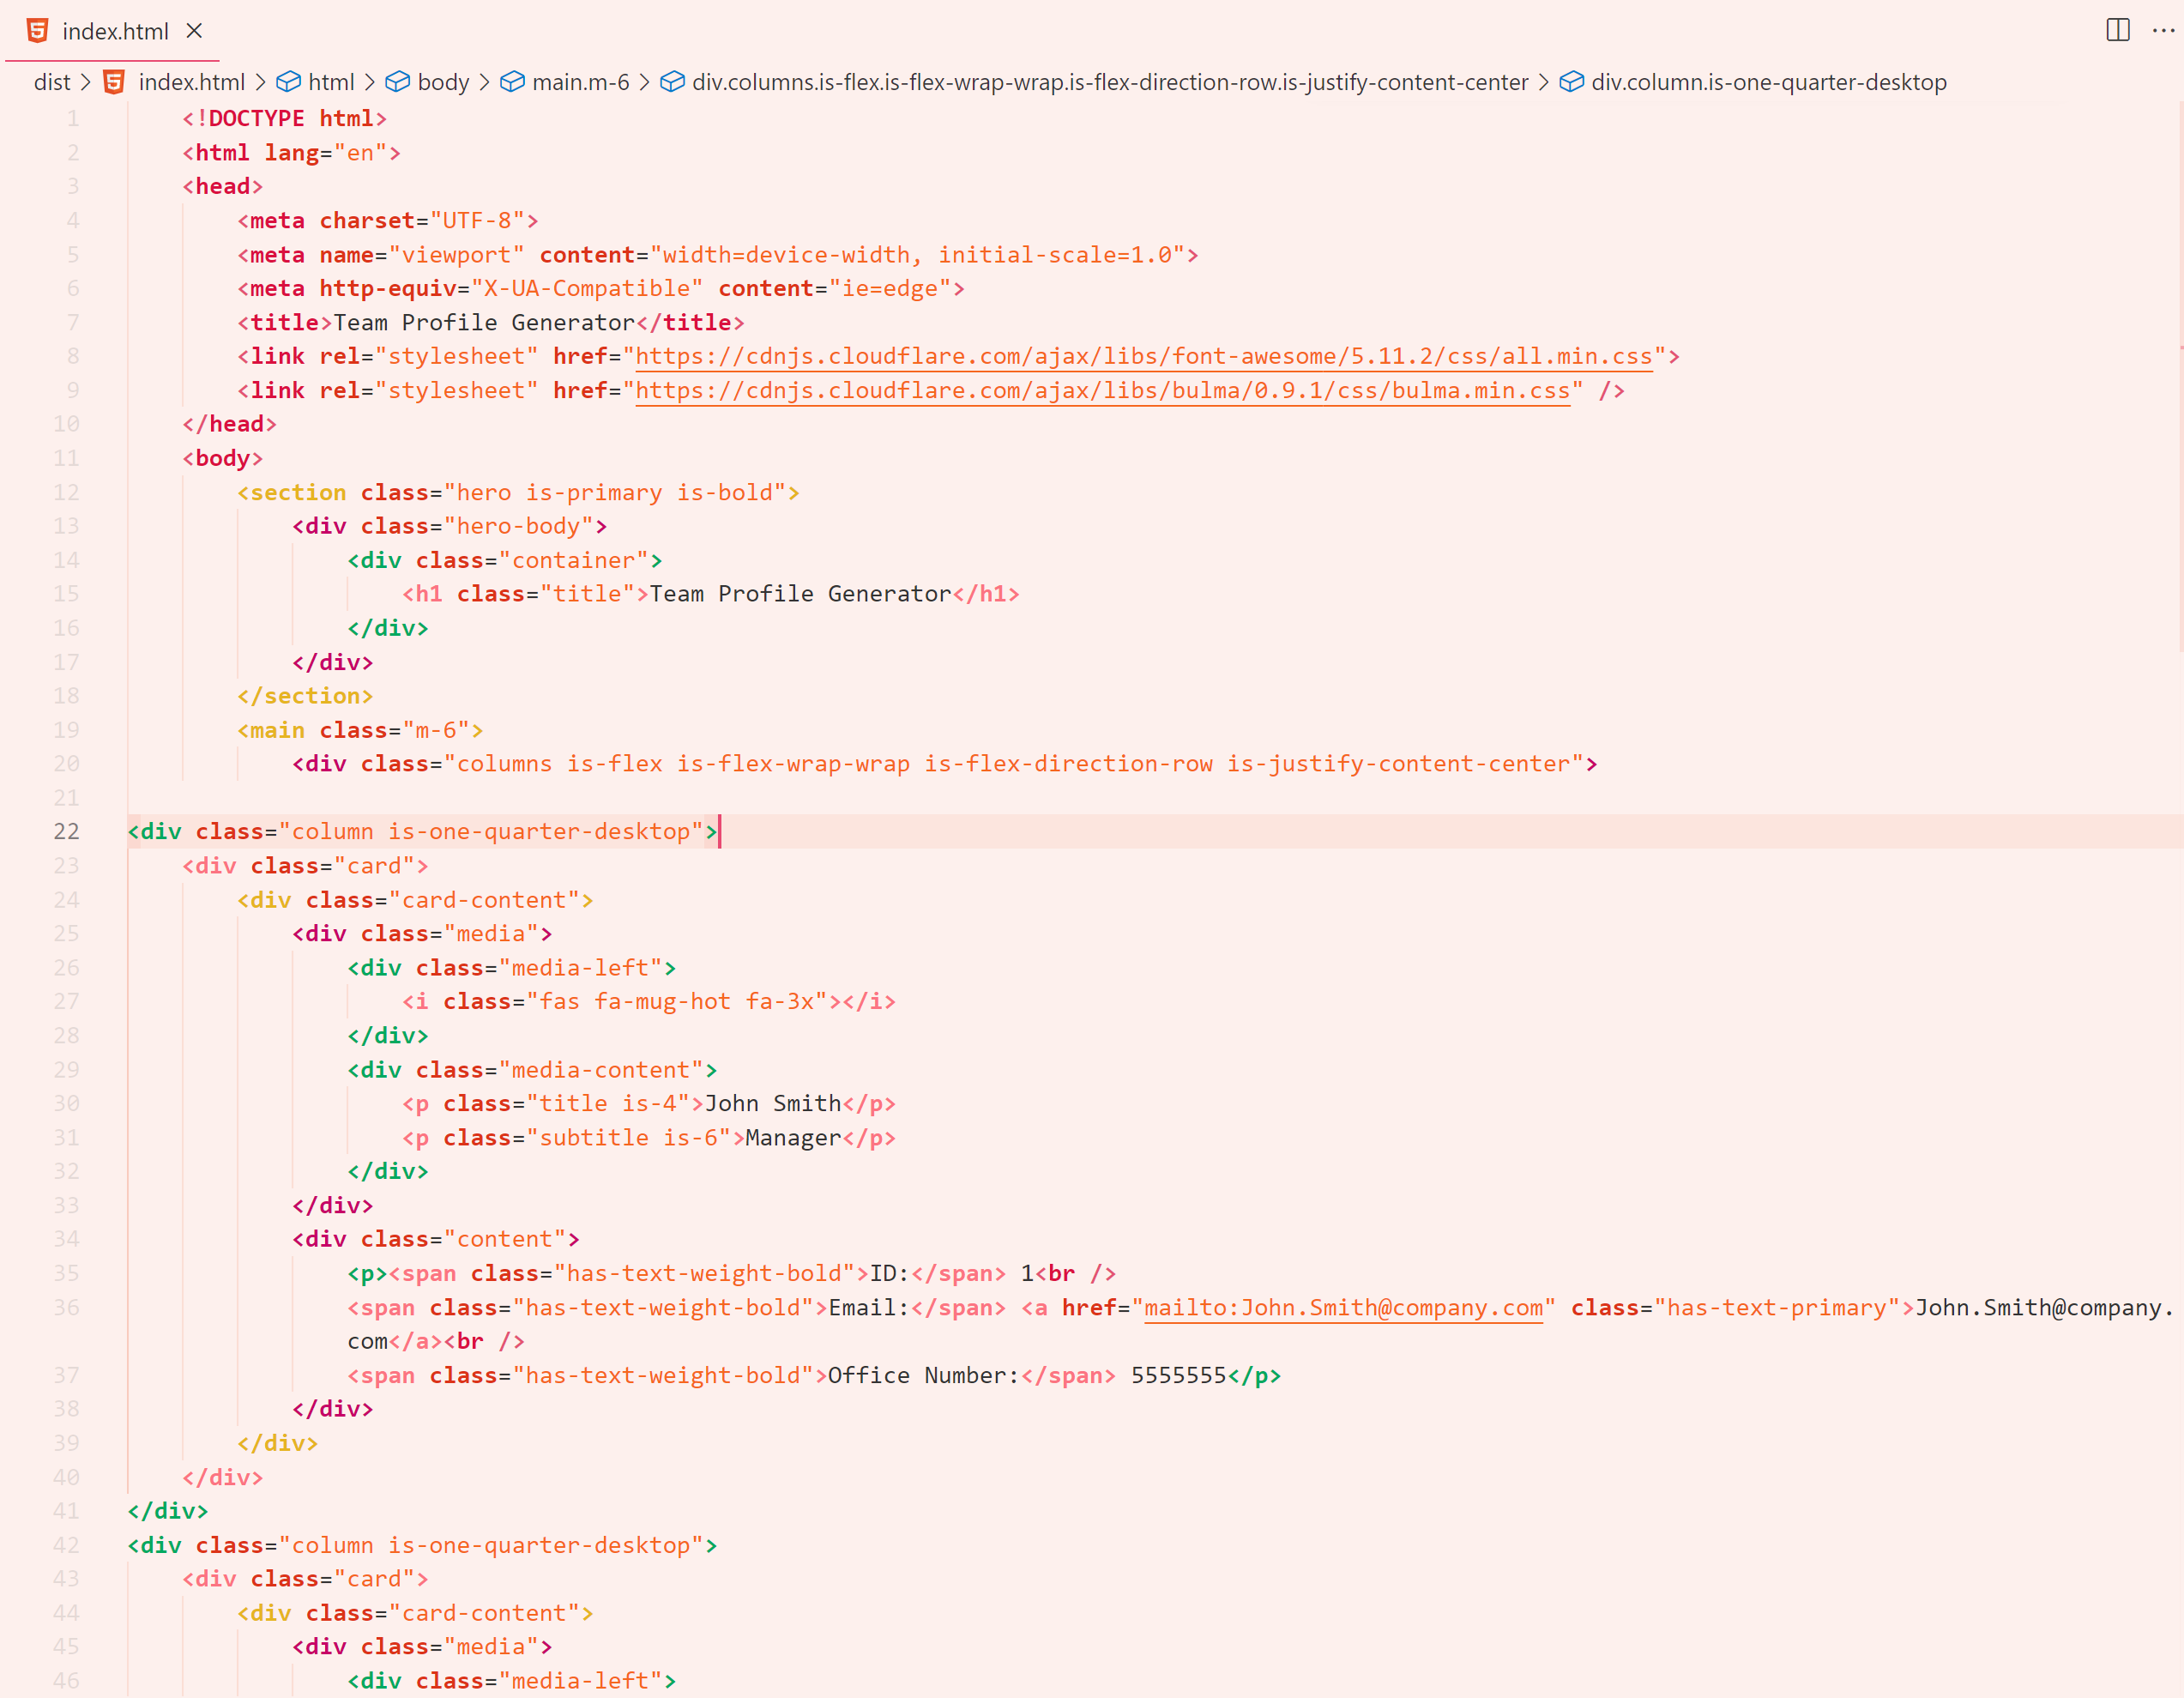 index.html
dist > index.html > html > body > main.m-6 > div.columns.is-flex.is-flex-wrap-wrap.is-flex-direction-row.is-justify-content-center > div.column.is-one-quarter-desktop
1 <!DOCTYPE html>
2 <html lang="en">
3 <head>
4 <meta charset="UTF-8">
5 <meta name="viewport" content="width=device-width, initial-scale=1.0">
6 <meta http-equiv="X-UA-Compatible" content="ie=edge">
7 <title>Team Profile Generator</title>
8 <link rel="stylesheet" href="https://cdnjs.cloudflare.com/ajax/libs/font-awesome/5.11.2/css/all.min.css">
9 <link rel="stylesheet" href="https://cdnjs.cloudflare.com/ajax/libs/bulma/0.9.1/css/bulma.min.css" />
10 </head>
11 <body>
12 <section class="hero is-primary is-bold">
13 <div class="hero-body">
14 <div class="container">
15 <h1 class="title">Team Profile Generator</h1>
16 </div>
17 </div>
18 </section>
19 <main class="m-6">
20 <div class="columns is-flex is-flex-wrap-wrap is-flex-direction-row is-justify-content-center">
21
22 <div class="column is-one-quarter-desktop">
23 <div class="card">
24 <div class="card-content">
25 <div class="media">
26 <div class="media-left">
27 <i class="fas fa-mug-hot fa-3x"></i>
28 </div>
29 <div class="media-content">
30 <p class="title is-4">John Smith</p>
31 <p class="subtitle is-6">Manager</p>
32 </div>
33 </div>
34 <div class="content">
35 <p><span class="has-text-weight-bold">ID:</span> 1<br />
36 <span class="has-text-weight-bold">Email:</span> <a href="mailto:John.Smith@company.com" class="has-text-primary">John.Smith@company.
com</a><br />
37 <span class="has-text-weight-bold">Office Number:</span> 5555555</p>
38 </div>
39 </div>
40 </div>
41 </div>
42 <div class="column is-one-quarter-desktop">
43 <div class="card">
44 <div class="card-content">
45 <div class="media">
46 <div class="media-left">